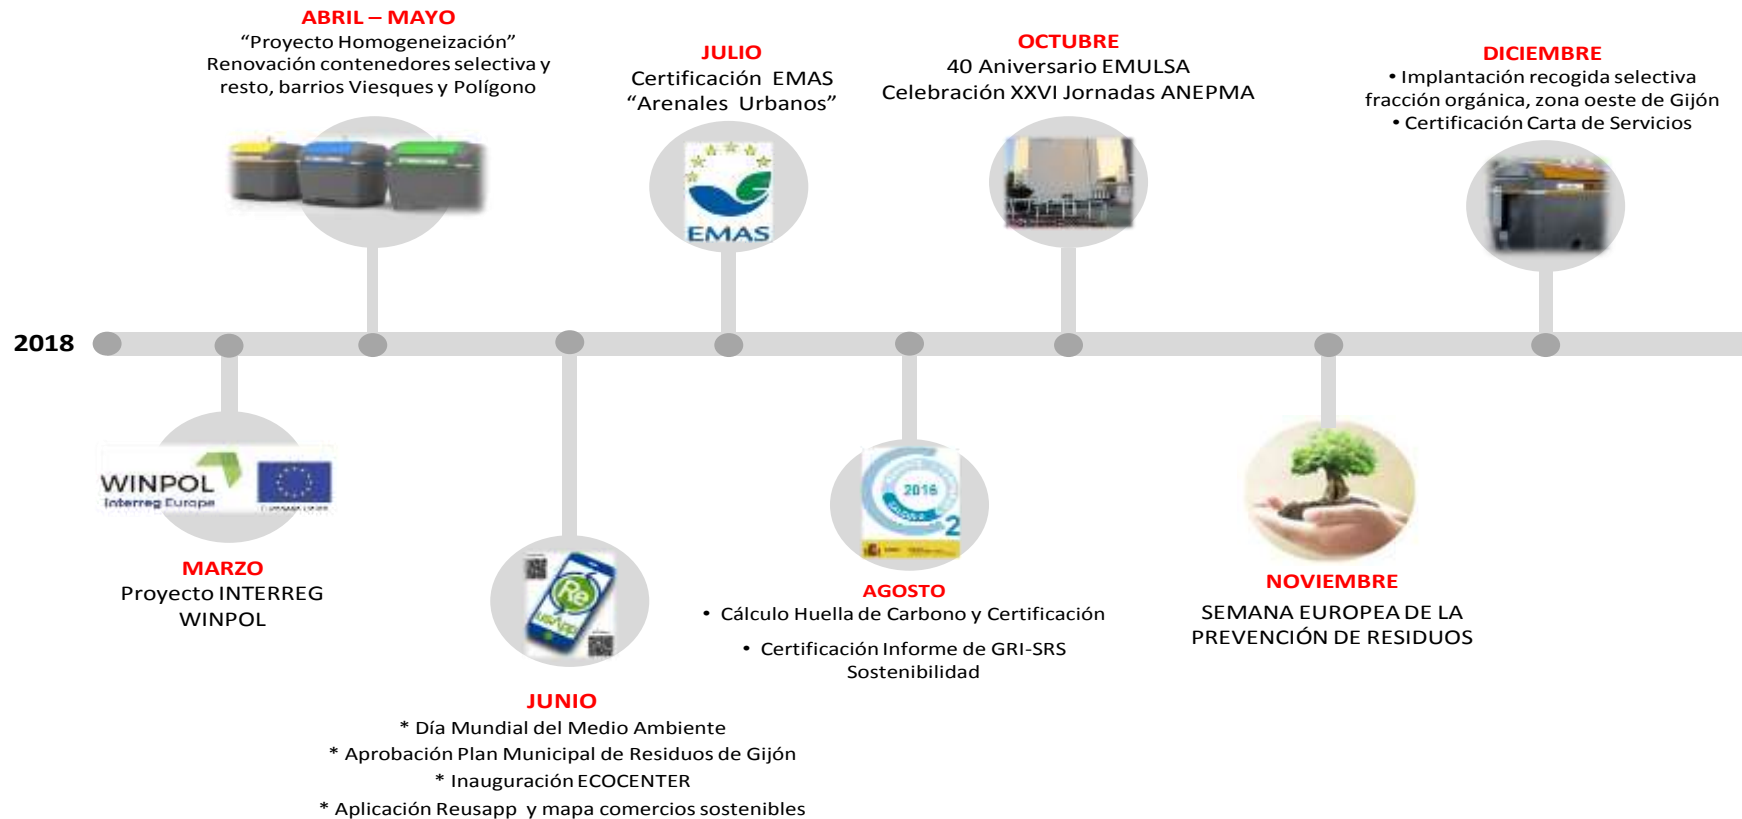 ABRIL – MAYO
“Proyecto Homogeneización”
Renovación contenedores selectiva y
resto, barrios Viesques y Polígono
JULIO
Certificación EMAS
“Arenales Urbanos”
EMAS
OCTUBRE
40 Aniversario EMULSA
Celebración XXVI Jornadas ANEPMA
DICIEMBRE
• Implantación recogida selectiva
fracción orgánica, zona oeste de Gijón
• Certificación Carta de Servicios
2018
WINPOL
Interreg Europe
MARZO
Proyecto INTERREG
WINPOL
Re
usApp
JUNIO
* Día Mundial del Medio Ambiente
* Aprobación Plan Municipal de Residuos de Gijón
* Inauguración ECOCENTER
* Aplicación Reusapp y mapa comercios sostenibles
2016
2
AGOSTO
• Cálculo Huella de Carbono y Certificación
• Certificación Informe de GRI-SRS
Sostenibilidad
NOVIEMBRE
SEMANA EUROPEA DE LA
PREVENCIÓN DE RESIDUOS